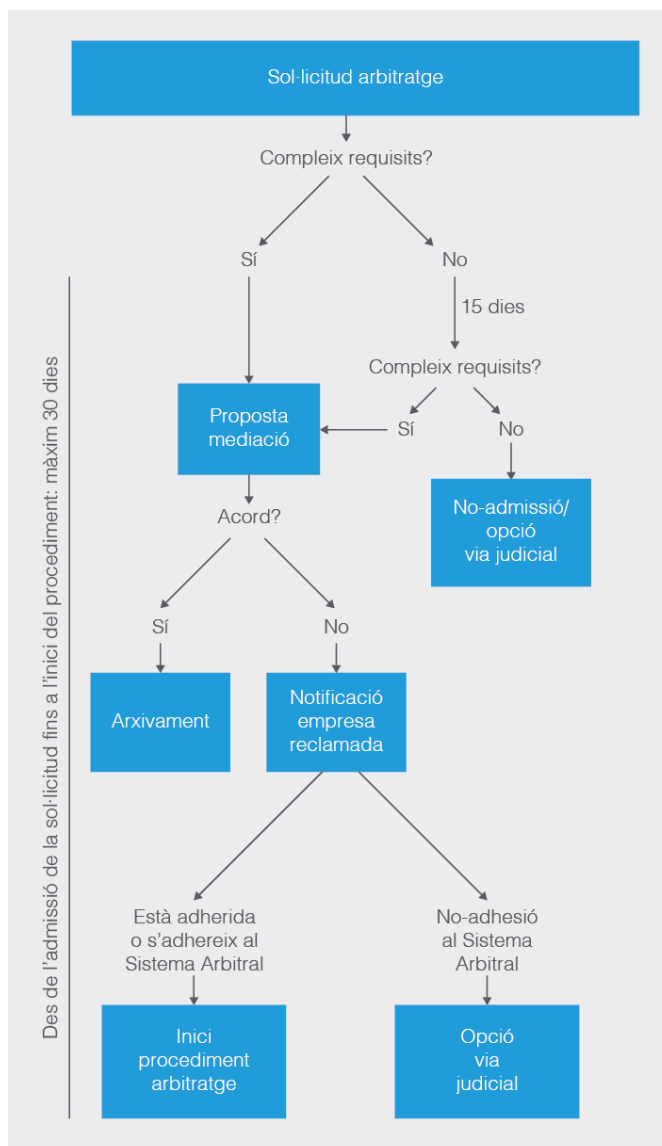 Sol·licitud arbitratge
Compleix requisits?
Sí
No
15 dies
Compleix requisits?
Sí
No
Proposta
mediació
No-admissió/
opció
via judicial
Acord?
Sí
No
Arxivament
Notificació
empresa
reclamada
Està adherida
o s'adhereix al
Sistema Arbitral
No-adhesió
al Sistema
Arbitral
Inici
procediment
arbitratge
Opció
via
judicial
Des de l'admissió de la sol·licitud fins a l'inici del procediment: màxim 30 dies